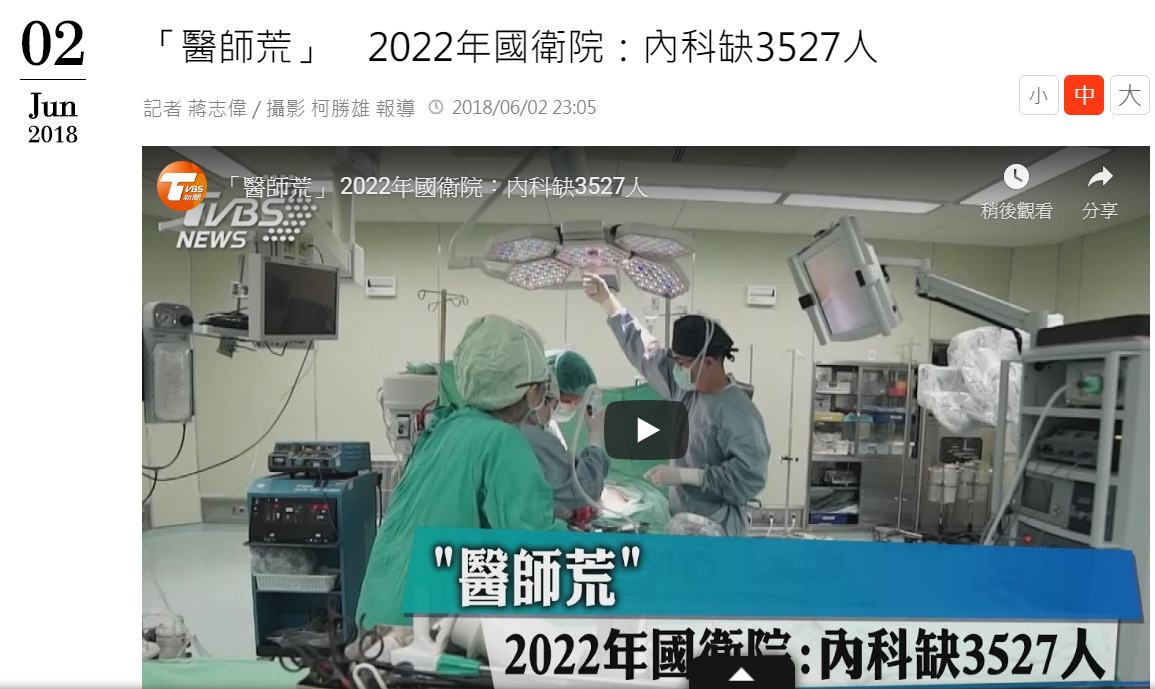 02
Jun
2018
「醫師荒」　2022年國衛院：內科缺3527人
記者 蔣志偉 / 攝影 柯勝雄 報導 2018/06/02 23:05
小 中 大
TVBS 新聞
「醫師荒」 2022年國衛院：內科缺3527人
稍後觀看
分享
TVBS
NEWS
"醫師荒"
2022年國衛院:內科缺3527人